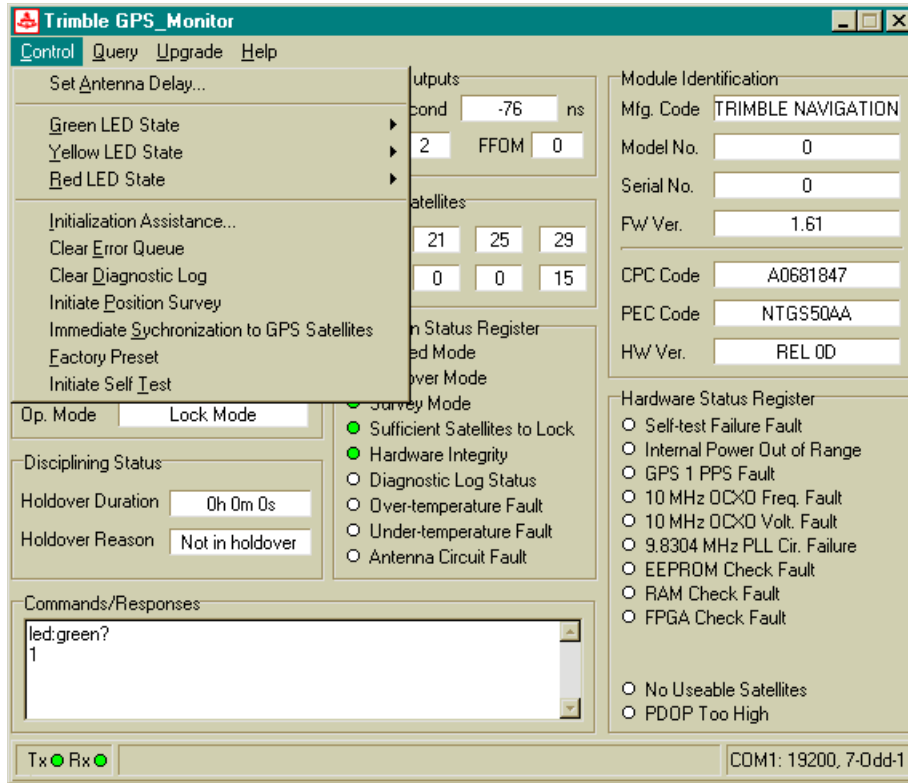 Trimble GPS_Monitor
Control Query Upgrade Help
Set Antenna Delay...
Green LED State
Yellow LED State
Red LED State
Initialization Assistance...
Clear Error Queue
Clear Diagnostic Log
Initiate Position Survey
Immediate Sychronization to GPS Satellites
Factory Preset
Initiate Self Test
Op. Mode Lock Mode
Disciplining Status
Holdover Duration 0h 0m 0s
Holdover Reason Not in holdover
utputs
cond -76 ns
2 FFOM 0
atellites
21 25 29
0 0 15
n Status Register
ed Mode
over Mode
Survey Mode
Sufficient Satellites to Lock
Hardware Integrity
Diagnostic Log Status
Over-temperature Fault
Under-temperature Fault
Antenna Circuit Fault
Module Identification
Mfg. Code TRIMBLE NAVIGATION
Model No. 0
Serial No. 0
FW Ver. 1.61
CPC Code A0681847
PEC Code NTGS50AA
HW Ver. REL 0D
Hardware Status Register
Self-test Failure Fault
Internal Power Out of Range
GPS 1 PPS Fault
10 MHz OCXO Freq. Fault
10 MHz OCXO Volt. Fault
9.8304 MHz PLL Cir. Failure
EEPROM Check Fault
RAM Check Fault
FPGA Check Fault
No Useable Satellites
PDOP Too High
Commands/Responses
led:green?
1
Tx Rx COM1: 19200, 7-Odd-1